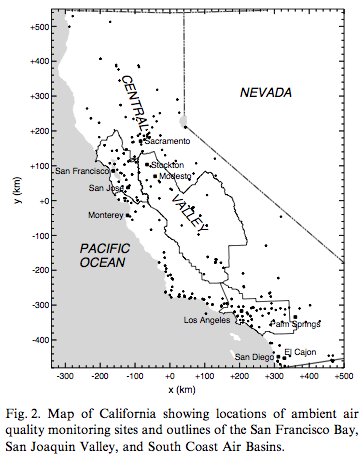 +500
+400
+300
+200
+100
0
-100
-200
-300
-400
y (km)
NEVADA
CENTRAL
VALLEY
Sacramento
Stockton
San Francisco
Modesto
San Jose
Monterey
PACIFIC
OCEAN
Los Angeles
Palm Springs
San Diego
El Cajon
-300 -200 -100 +0.0 +100 +200 +300 +400 +500
x (km)
Fig. 2. Map of California showing locations of ambient air
quality monitoring sites and outlines of the San Francisco Bay,
San Joaquin Valley, and South Coast Air Basins.